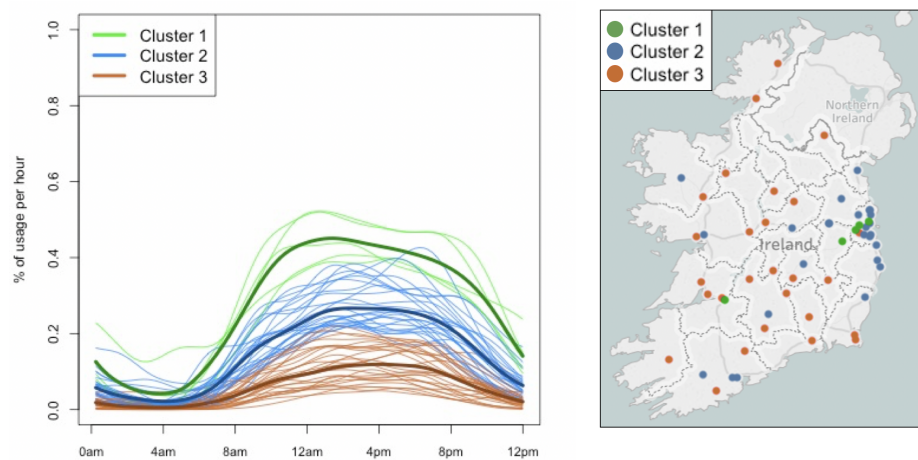 Cluster 1
Cluster 2
Cluster 3
% of usage per hour
1.0
0.8
0.6
0.4
0.2
0.0
0am
4am
8am
12am
4pm
8pm
12pm
Cluster 1
Cluster 2
Cluster 3
Northern
Ireland
Ireland